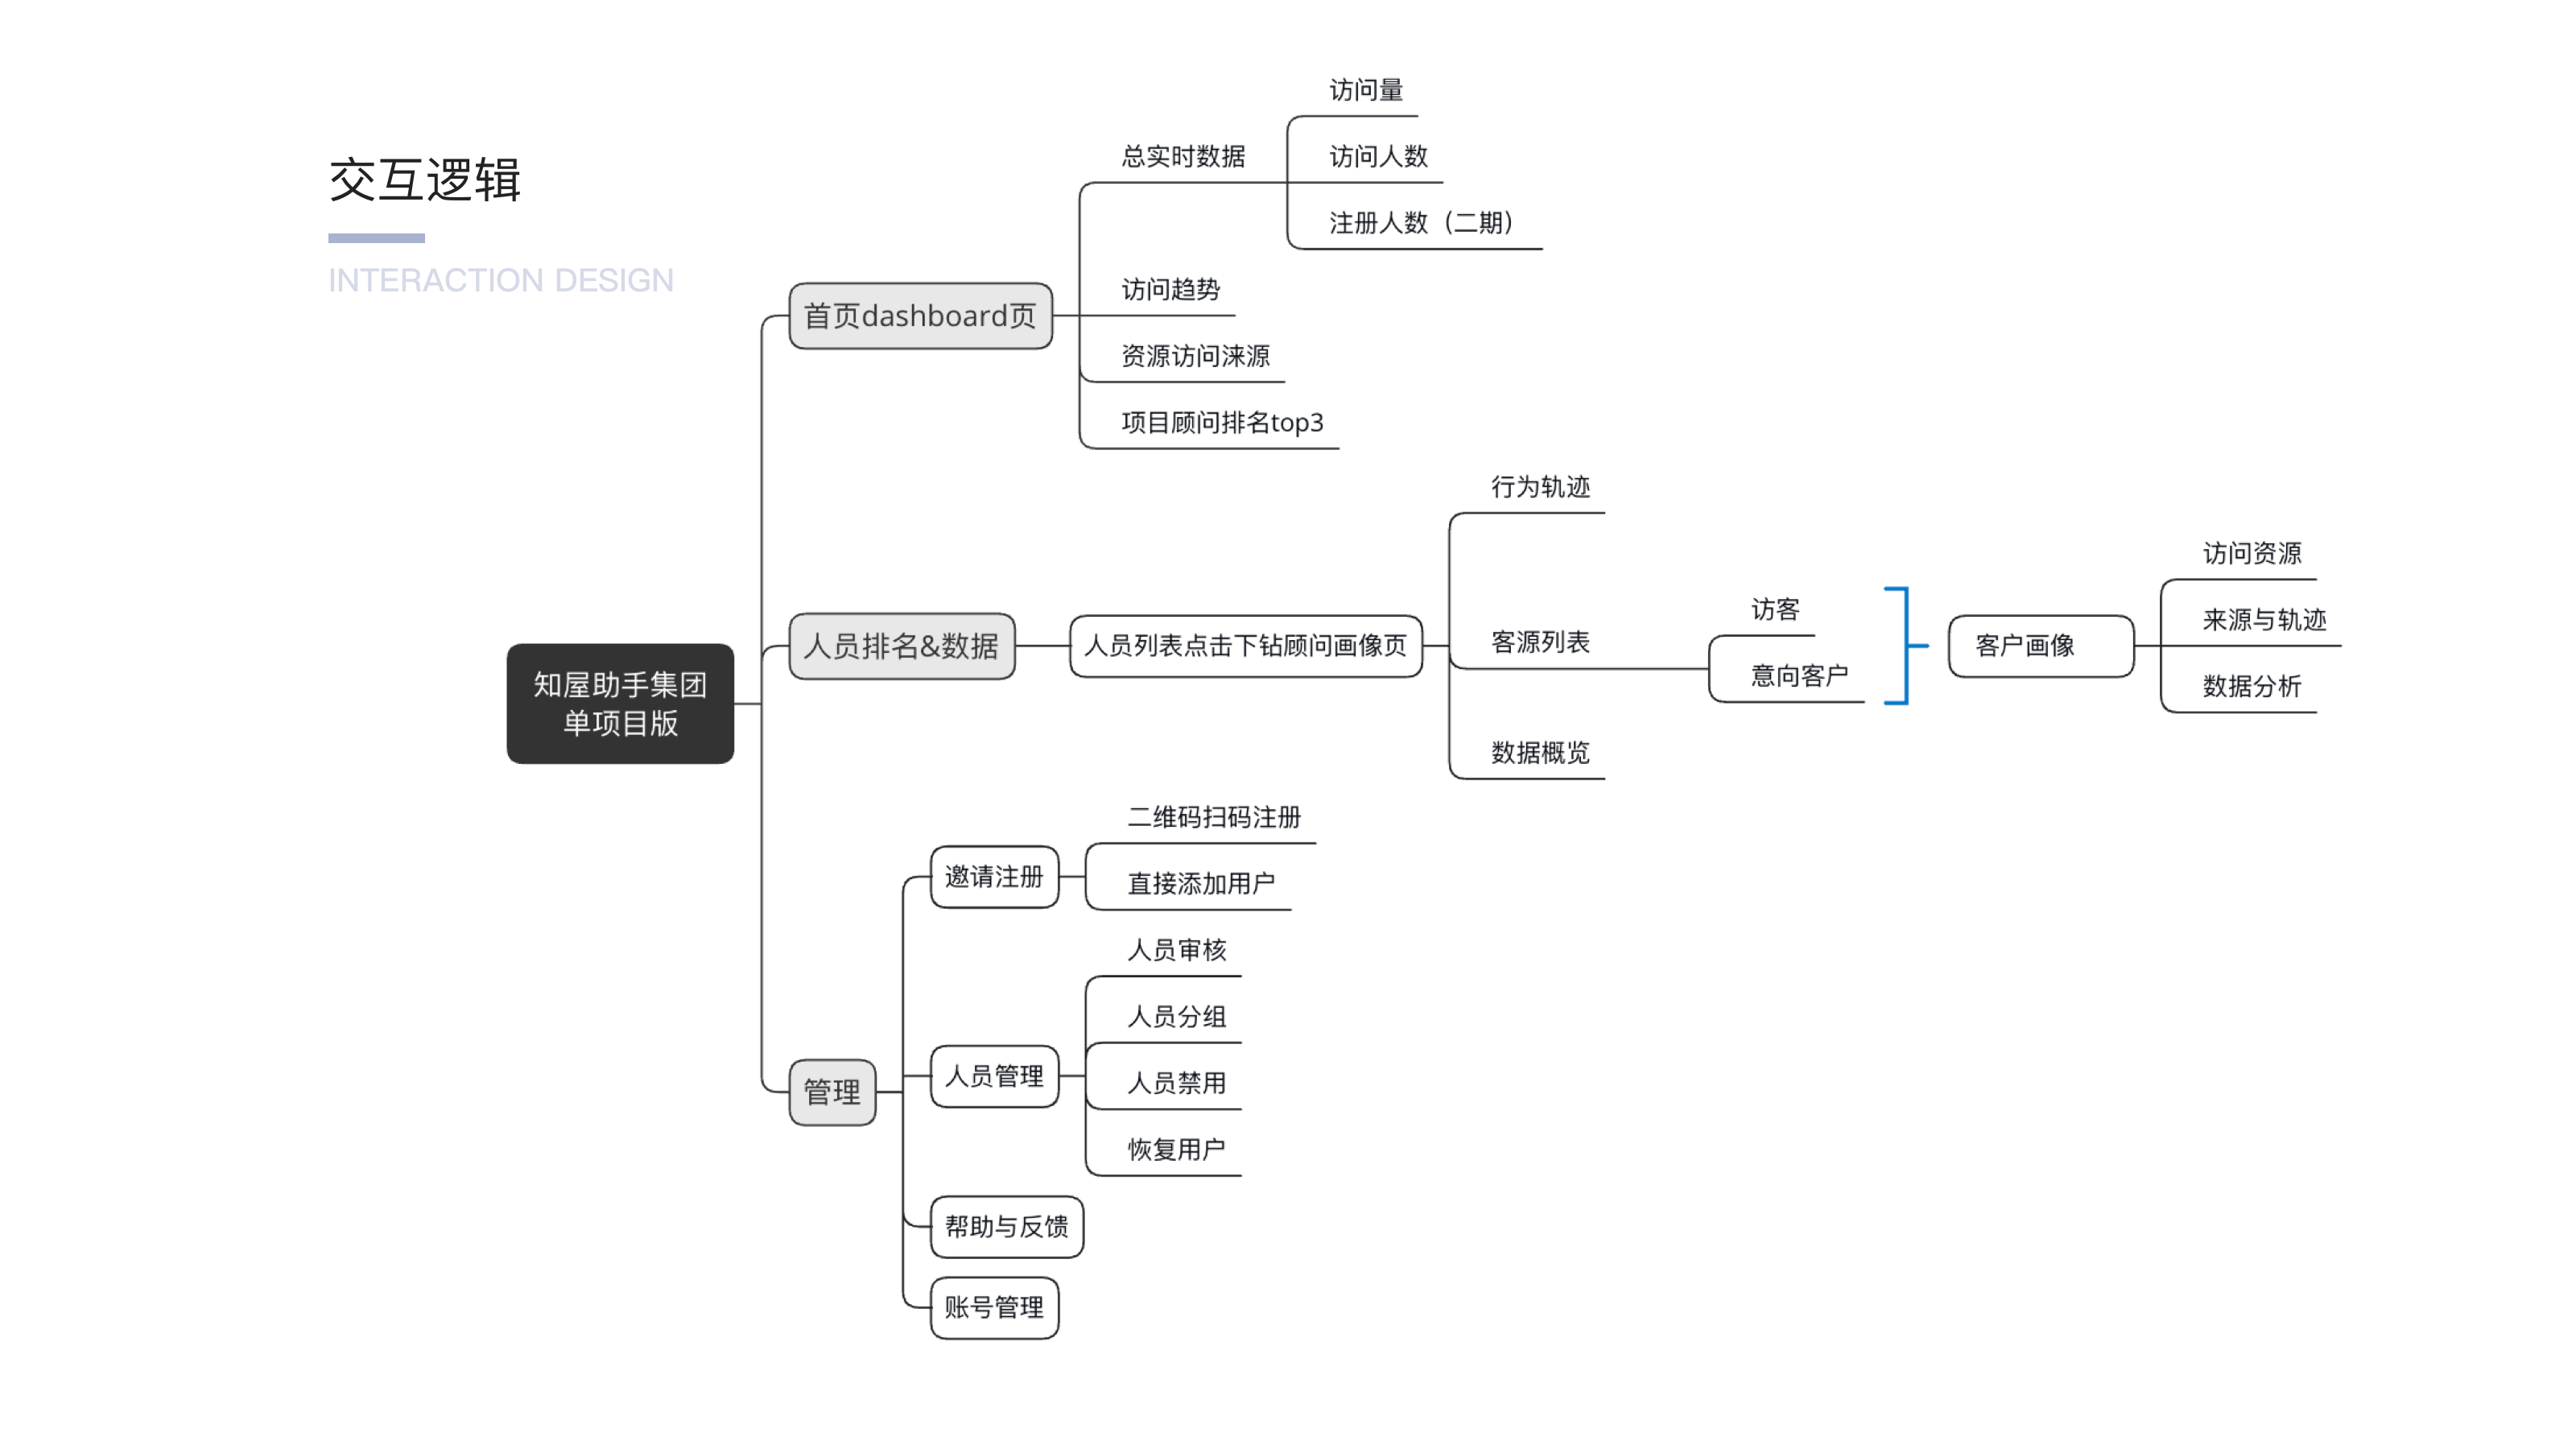 交互逻辑
INTERACTION DESIGN
知屋助手集团
单项目版
首页dashboard页
总实时数据
访问量
访问人数
注册人数（二期）
访问趋势
资源访问涞源
项目顾问排名top3
人员排名&数据
人员列表点击下钻顾问画像页
行为轨迹
客源列表
访客
意向客户
客户画像
访问资源
来源与轨迹
数据分析
数据概览
管理
邀请注册
二维码扫码注册
直接添加用户
人员管理
人员审核
人员分组
人员禁用
恢复用户
帮助与反馈
账号管理